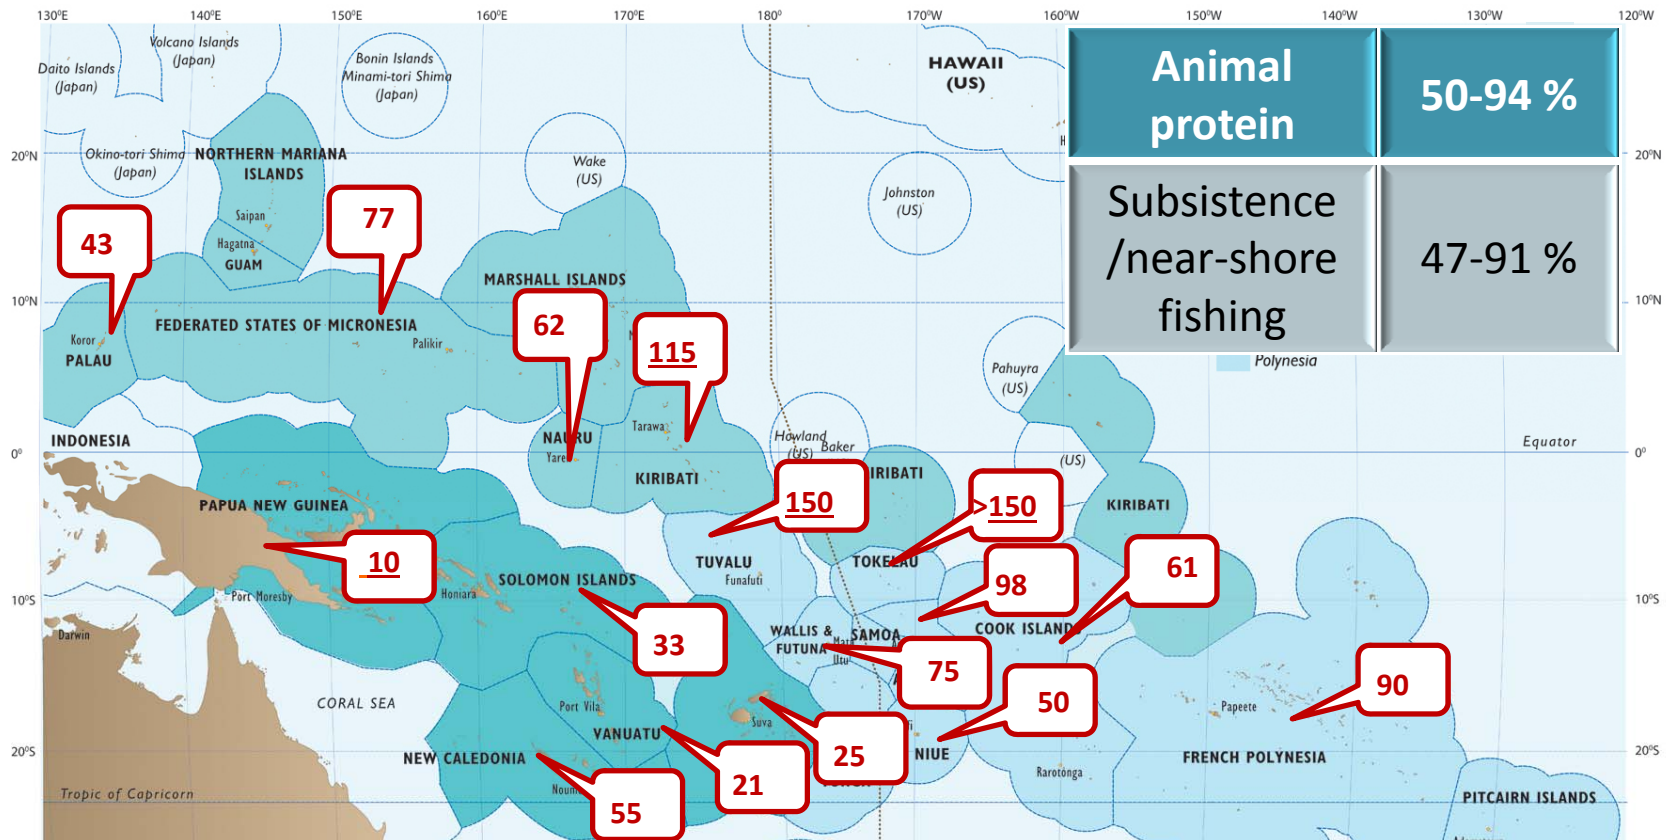 130°E 140°E 150°E 160°E 170°E 180° 170°W 160°W 150°W 140°W 130°W 120°W
Daito Islands
(Japan)
Volcano Islands
(Japan)
Bonin Islands
Minami-tori Shima
(Japan)
HAWAII
(US)
Animal
protein
50-94 %
Subsistence
/near-shore
fishing
47-91 %
20°N
20°N
Okino-tori Shima
(Japan)
NORTHERN MARIANA
ISLANDS
Saipan
Hagatna
GUAM
Wake
(US)
Johnston
(US)
43
77
MARSHALL ISLANDS
10°N
10°N
FEDERATED STATES OF MICRONESIA
Palikir
Koror
PALAU
62
115
Pahuyra
(US)
Polynesia
INDONESIA
NAURU
Yare
Tarawa
KIRIBATI
Howland
(US)
Baker
IRIBATI
(US)
KIRIBATI
Equator
0°
0°
PAPUA NEW GUINEA
150
>150
10
TUVALU
Funafuti
TOKELAU
98
61
SOLOMON ISLANDS
Honiara
Port Moresby
10°S
10°S
Darwin
33
WALLIS &
FUTUNA
Mata
Utu
SAMOA
COOK ISLANDS
75
50
90
CORAL SEA
Port Vila
VANUATU
Suva
25
21
NIUE
Papeete
FRENCH POLYNESIA
20°S
20°S
NEW CALEDONIA
Noum
55
Rarotonga
Tropic of Capricorn
PITCAIRN ISLANDS